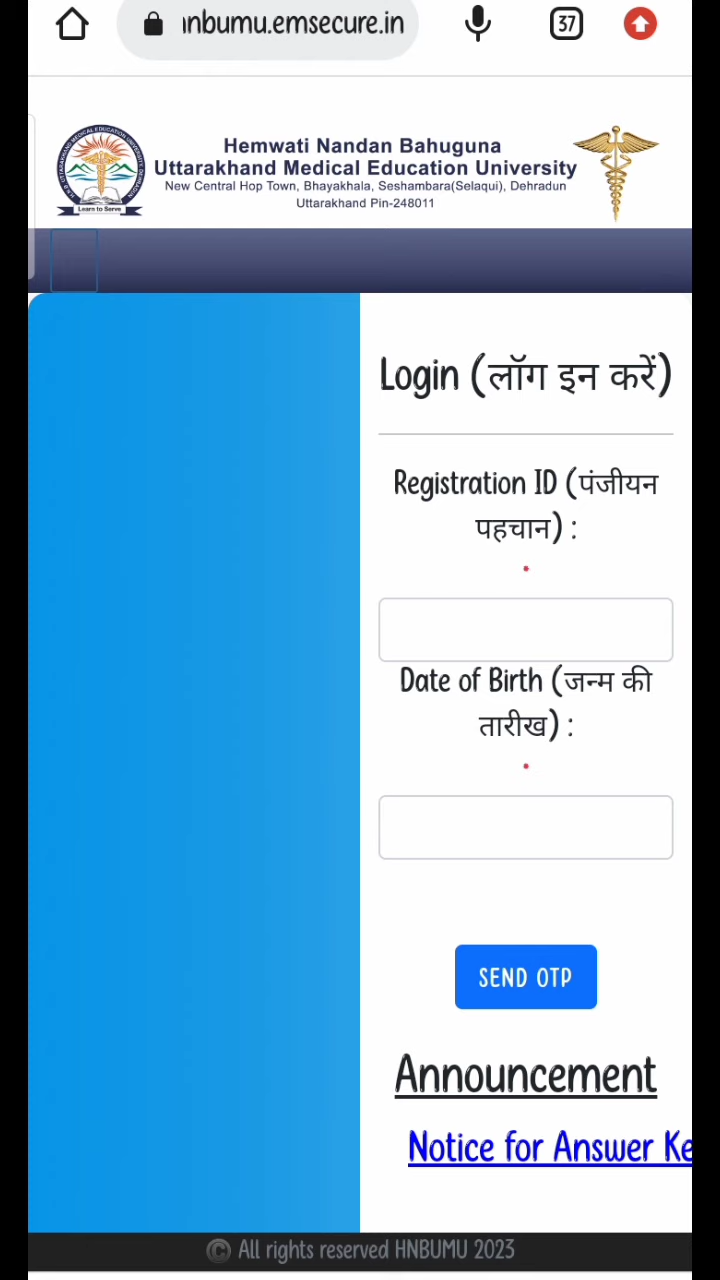 ınbumu.emsecure.in
37
Hemwati Nandan Bahuguna
Uttarakhand Medical Education University
New Central Hop Town, Bhayakhala, Seshambara(Selaqui), Dehradun
Uttarakhand Pin-248011
Learn to Serve
Login (लॉग इन करें)
Registration ID (पंजीयन
पहचान) :
Date of Birth (जन्म की
तारीख) :
SEND OTP
Announcement
Notice for Answer Ke
© All rights reserved HNBUMU 2023